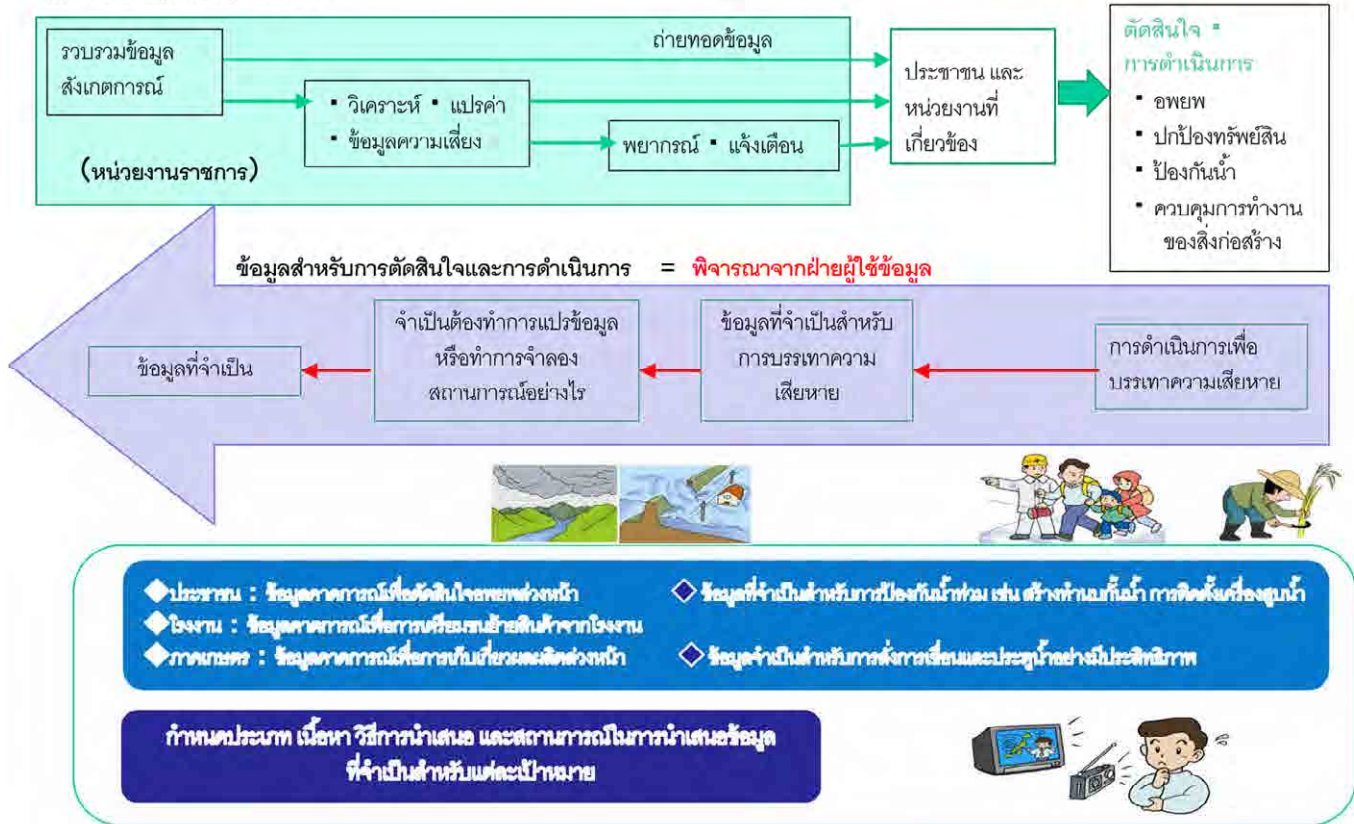 รวบรวมข้อมูล
สังเกตการณ์
ถ่ายทอดข้อมูล
▪ วิเคราะห์ ▪ แปรค่า
▪ ข้อมูลความเสี่ยง
พยากรณ์ ▪ แจ้งเตือน
(หน่วยงานราชการ)
ประชาชน และ
หน่วยงานที่
เกี่ยวข้อง
ตัดสินใจ ▪
การดำเนินการ
▪ อพยพ
▪ ปกป้องทรัพย์สิน
▪ ป้องกันน้ำ
▪ ควบคุมการทำงาน
ของสิ่งก่อสร้าง
ข้อมูลสำหรับการตัดสินใจและการดำเนินการ = พิจารณาจากฝ่ายผู้ใช้ข้อมูล
ข้อมูลที่จำเป็น
จำเป็นต้องทำการแปรข้อมูล
หรือทำการจำลอง
สถานการณ์อย่างไร
ข้อมูลที่จำเป็นสำหรับ
การบรรเทาความ
เสียหาย
การดำเนินการเพื่อ
บรรเทาความเสียหาย
◆ประชาชน : ข้อมูลคาดการณ์เพื่อตัดสินใจอพยพล่วงหน้า
◆โรงงาน : ข้อมูลคาดการณ์เพื่อการเตรียมขนย้ายสินค้าจากโรงงาน
◆ภาคเกษตร : ข้อมูลคาดการณ์เพื่อการเก็บเกี่ยวผลผลิตล่วงหน้า
◆ ข้อมูลที่จำเป็นสำหรับการป้องกันน้ำท่วม เช่น สร้างทำนบกั้นน้ำ การติดตั้งเครื่องสูบน้ำ
◆ ข้อมูลจำเป็นสำหรับการสั่งการเขื่อนและประตูน้ำอย่างมีประสิทธิภาพ
กำหนดประเภท เนื้อหา วิธีการนำเสนอ และสถานการณ์ในการนำเสนอข้อมูล
ที่จำเป็นสำหรับแต่ละเป้าหมาย